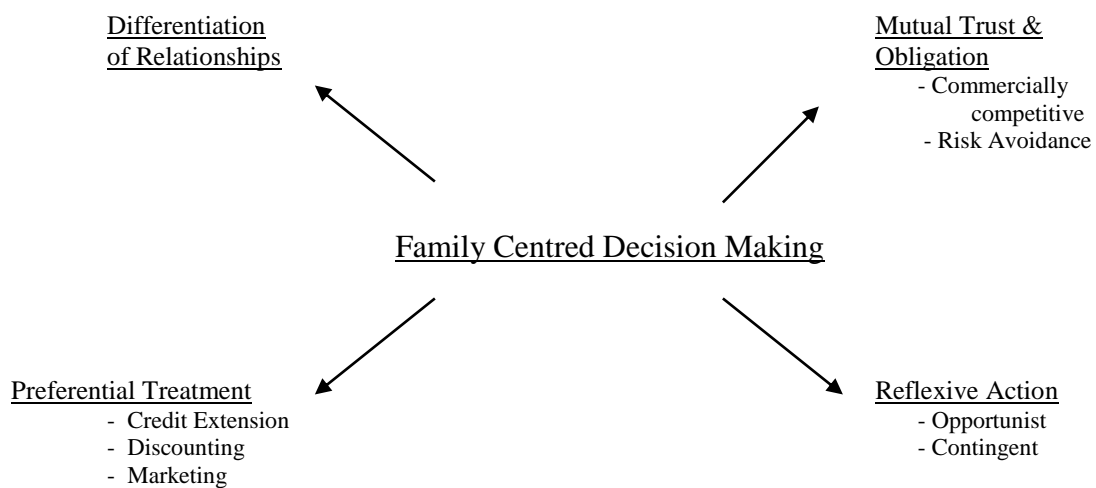 Differentiation
of Relationships
Mutual Trust &
Obligation
- Commercially
competitive
- Risk Avoidance
Family Centred Decision Making
Preferential Treatment
- Credit Extension
- Discounting
- Marketing
Reflexive Action
- Opportunist
- Contingent